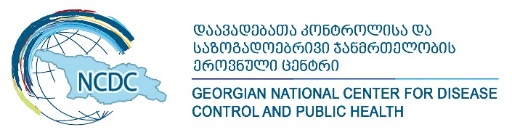 NCDC
დაავადებათა კონტროლისა და
საზოგადოებრივი ჯანმრთელობის
ეროვნული ცენტრი
GEORGIAN NATIONAL CENTER FOR DISEASE
CONTROL AND PUBLIC HEALTH